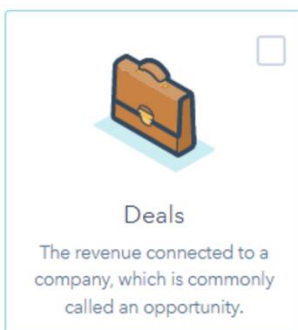 Deals
The revenue connected to a
company, which is commonly
called an opportunity.